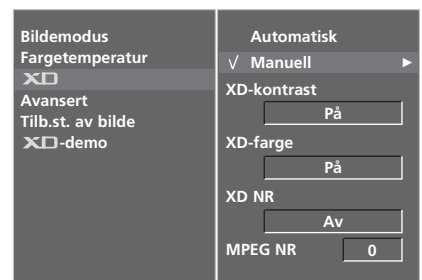 Bildemodus
Fargetemperatur
XD
Avansert
Tilb.st. av bilde
XD-demo
Automatisk
√ Manuell ►
XD-kontrast
På
XD-farge
På
XD NR
Av
MPEG NR 0